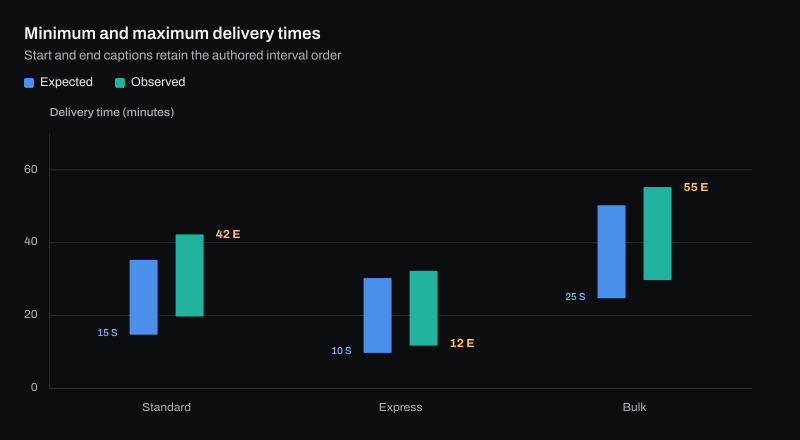 Minimum and maximum delivery times
Start and end captions retain the authored interval order
Expected
Observed
Delivery time (minutes)
60
40
20
0
15 S
42 E
10 S
12 E
25 S
55 E
Standard
Express
Bulk